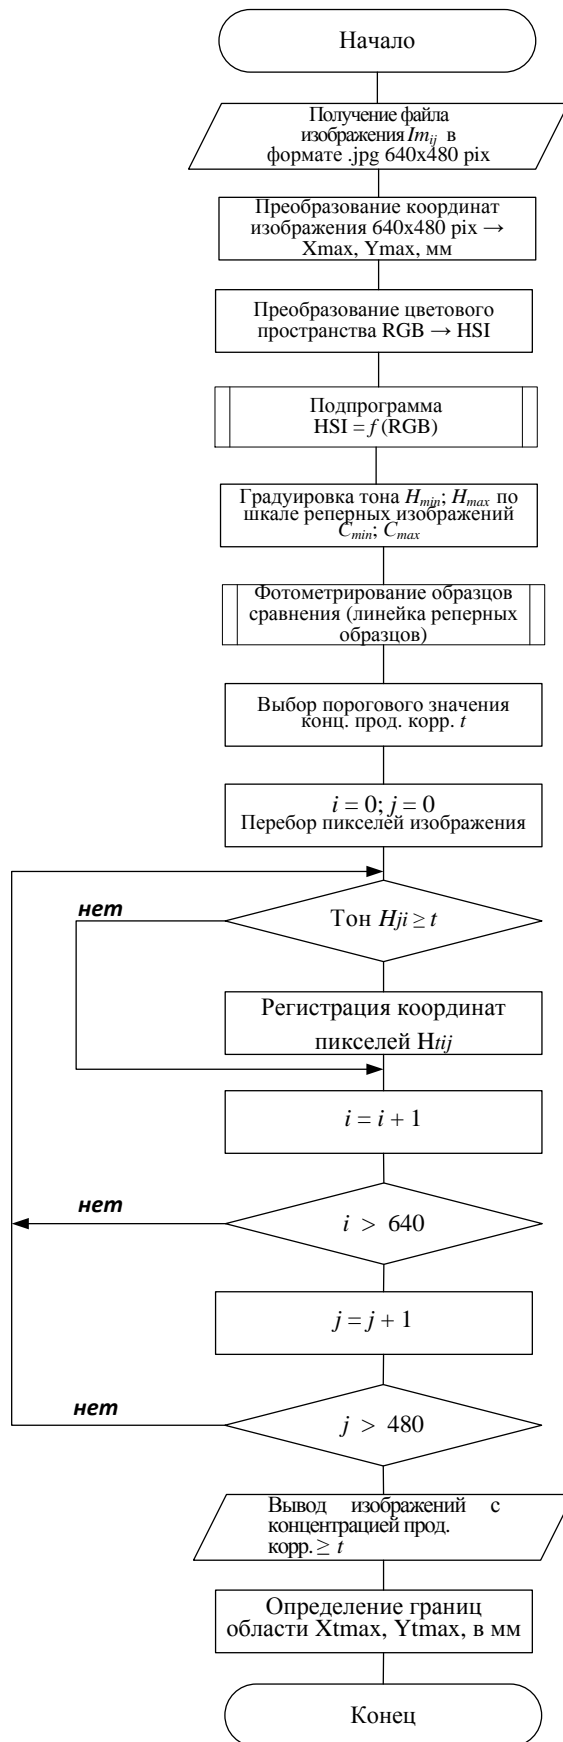 Начало
Получение файла
изображения Imij в
формате .jpg 640x480 pix
Преобразование координат
изображения 640x480 pix →
Xmax, Ymax, мм
Преобразование цветового
пространства RGB → HSI
Подпрограмма
HSI = f (RGB)
Градуировка тона Hmin; Hmax по
шкале реперных изображений
Cmin; Cmax
Фотометрирование образцов
сравнения (линейка реперных
образцов)
Выбор порогового значения
конц. прод. корр. t
i = 0; j = 0
Перебор пикселей изображения
нет
Тон Hji ≥ t
Регистрация координат
пикселей Htij
i = i + 1
нет
i > 640
j = j + 1
нет
j > 480
Вывод изображений с
концентрацией прод.
корр. ≥ t
Определение границ
области Xtmax, Ytmax, в мм
Конец